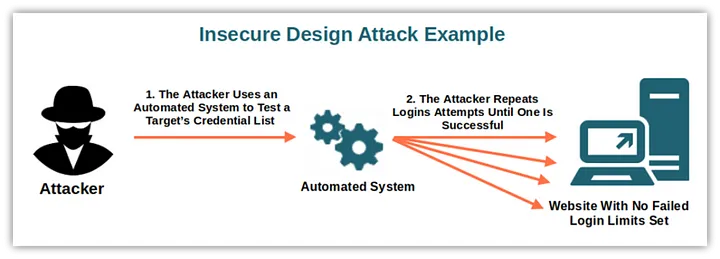 Insecure Design Attack Example
1. The Attacker Uses an
Automated System to Test a
Target's Credential List
2. The Attacker Repeats
Logins Attempts Until One Is
Successful
Attacker
Automated System
Website With No Failed
Login Limits Set